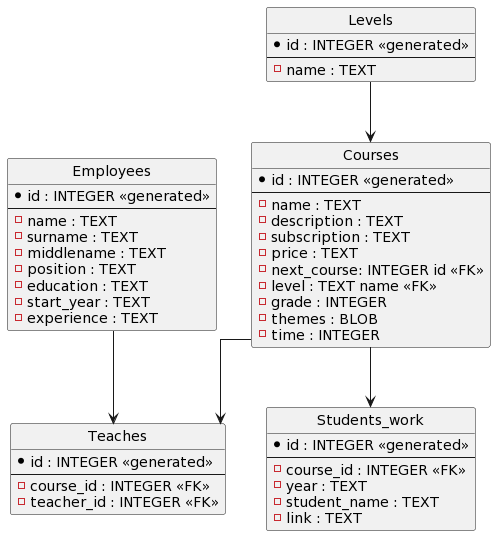 Levels
id : INTEGER «generated»
name : TEXT
Employees
id : INTEGER «generated»
name : TEXT
surname : TEXT
middlename : TEXT
position : TEXT
education : TEXT
start_year : TEXT
experience : TEXT
Courses
id : INTEGER «generated»
name : TEXT
description : TEXT
subscription : TEXT
price : TEXT
next_course: INTEGER id «FK»
level : TEXT name «FK»
grade : INTEGER
themes : BLOB
time : INTEGER
Teaches
id : INTEGER «generated»
course_id : INTEGER «FK»
teacher_id : INTEGER «FK»
Students_work
id : INTEGER «generated»
course_id : INTEGER «FK»
year : TEXT
student_name : TEXT
link : TEXT